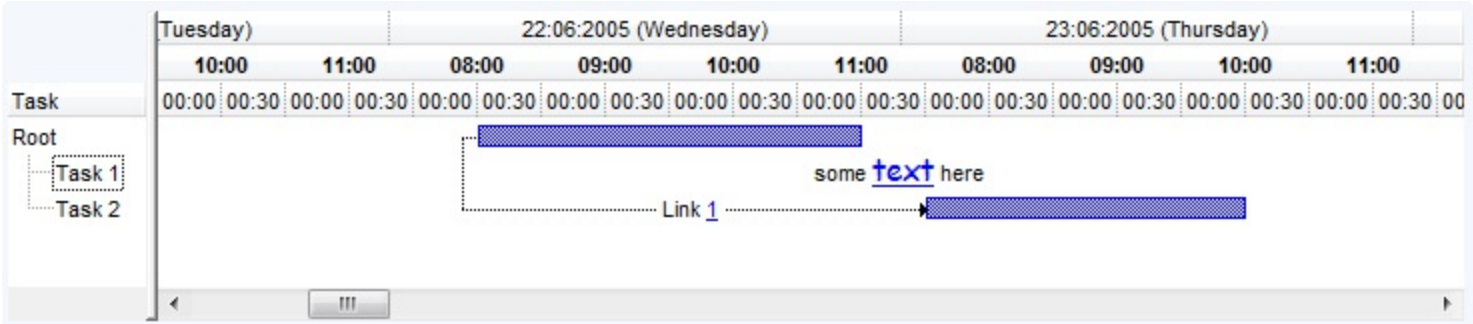 Tuesday) 22:06:2005 (Wednesday) 23:06:2005 (Thursday)
10:00 11:00 08:00 09:00 10:00 11:00 08:00 09:00 10:00 11:00
Task 00:00 00:30 00:00 00:30 00:00 00:30 00:00 00:30 00:00 00:30 00:00 00:30 00:00 00:30 00:00 00:30 00:00 00:30 00:00 00:30 00
Root
Task 1 some text here
Task 2 Link 1